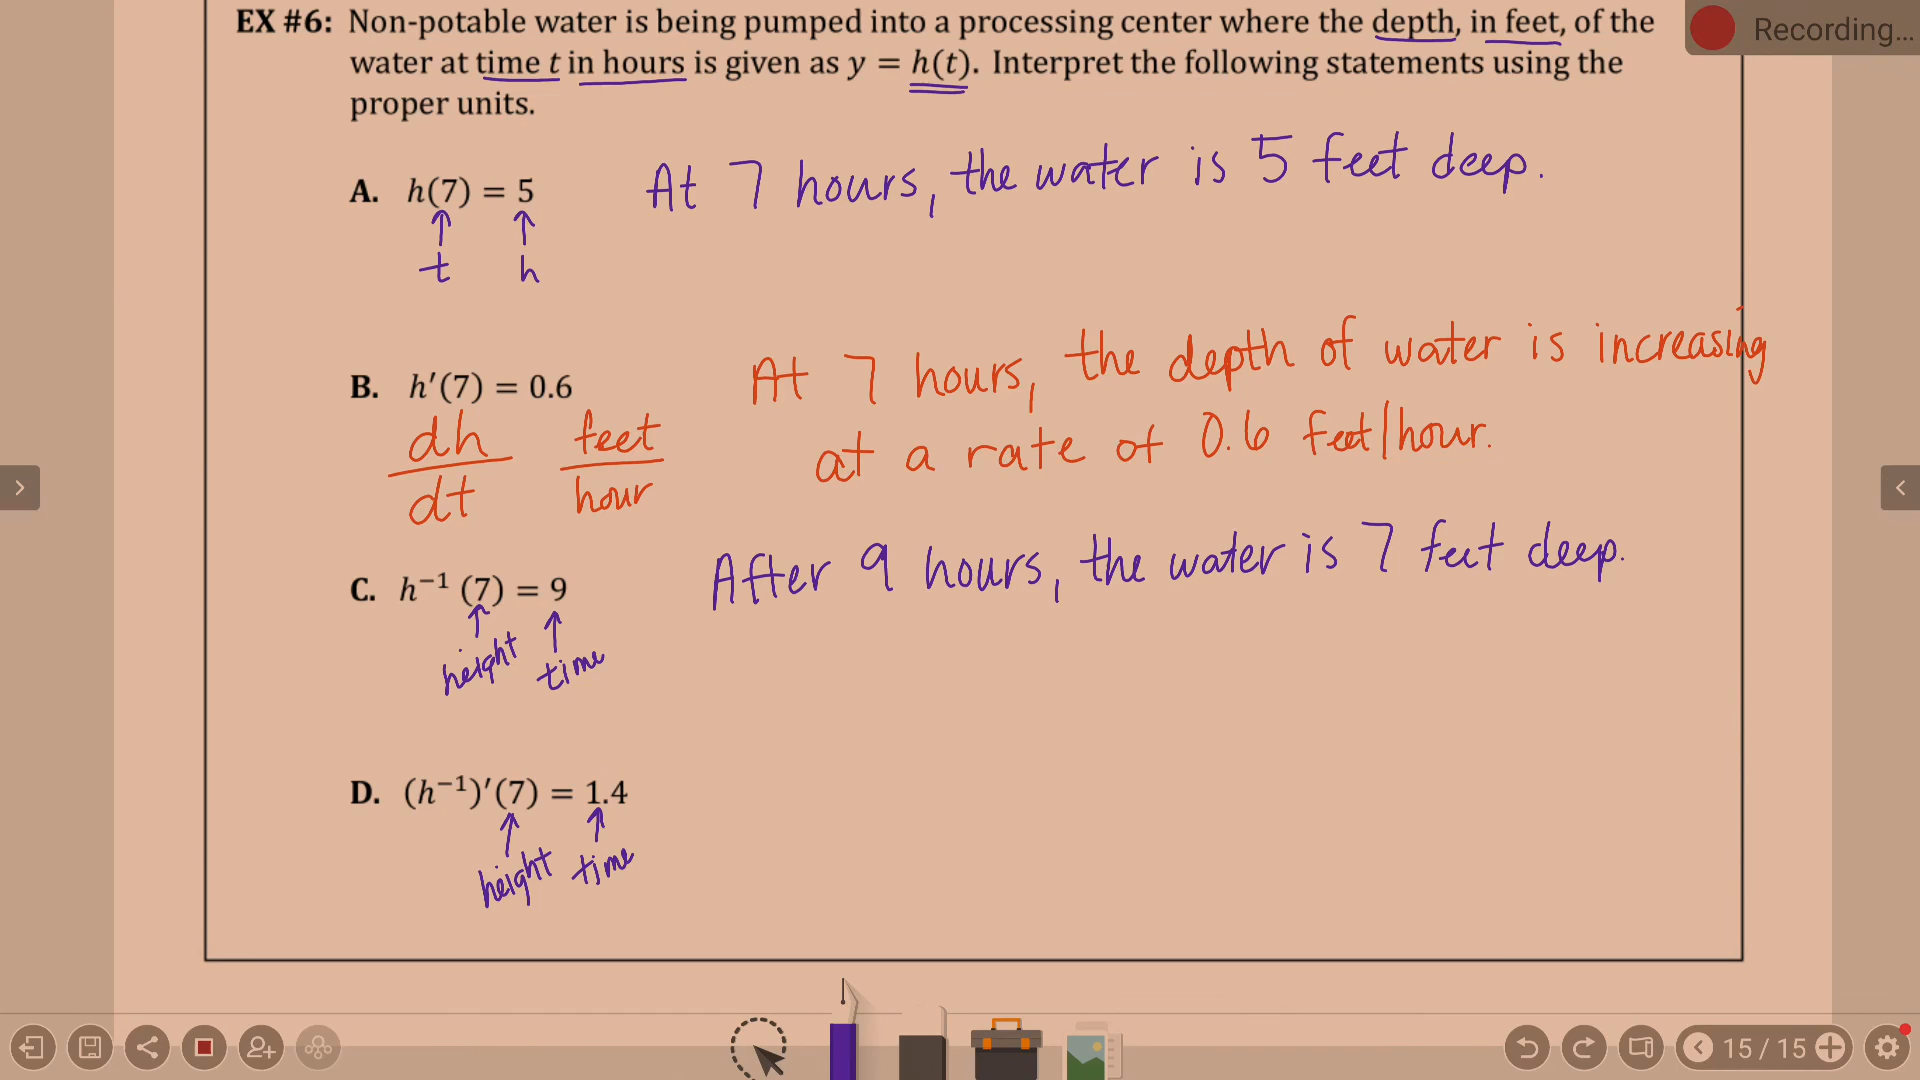 EX #6: Non-potable water is being pumped into a processing center where the depth, in feet, of the
water at time t in hours is given as y = h(t). Interpret the following statements using the
proper units.
Recording...
A. h(7) = 5
At 7 hours, the water is 5 feet deep.
t h
B. h′(7) = 0.6
At 7 hours, the depth of water is increasing
at a rate of 0.6 feet/hour.
dh feet
dt hour
C. h⁻¹ (7) = 9
After 9 hours, the water is 7 feet deep.
height time
D. (h⁻¹)′(7) = 1.4
height time
15 / 15